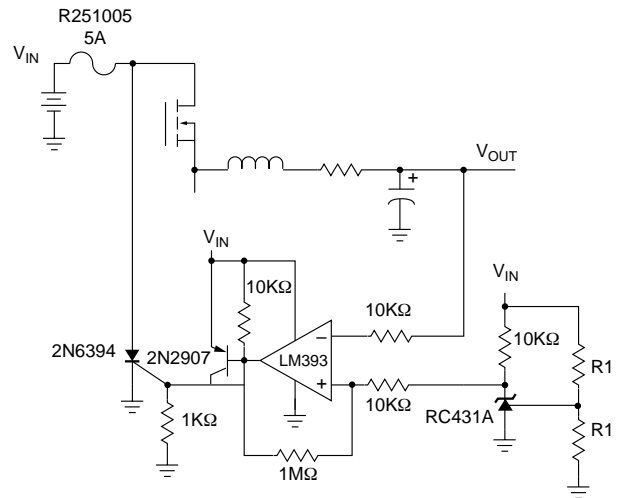 R251005
5A
VIN
VOUT
VIN
10KΩ
10KΩ
VIN
10KΩ
R1
2N6394
2N2907
LM393
−
+
+
10KΩ
RC431A
1KΩ
1MΩ
R1